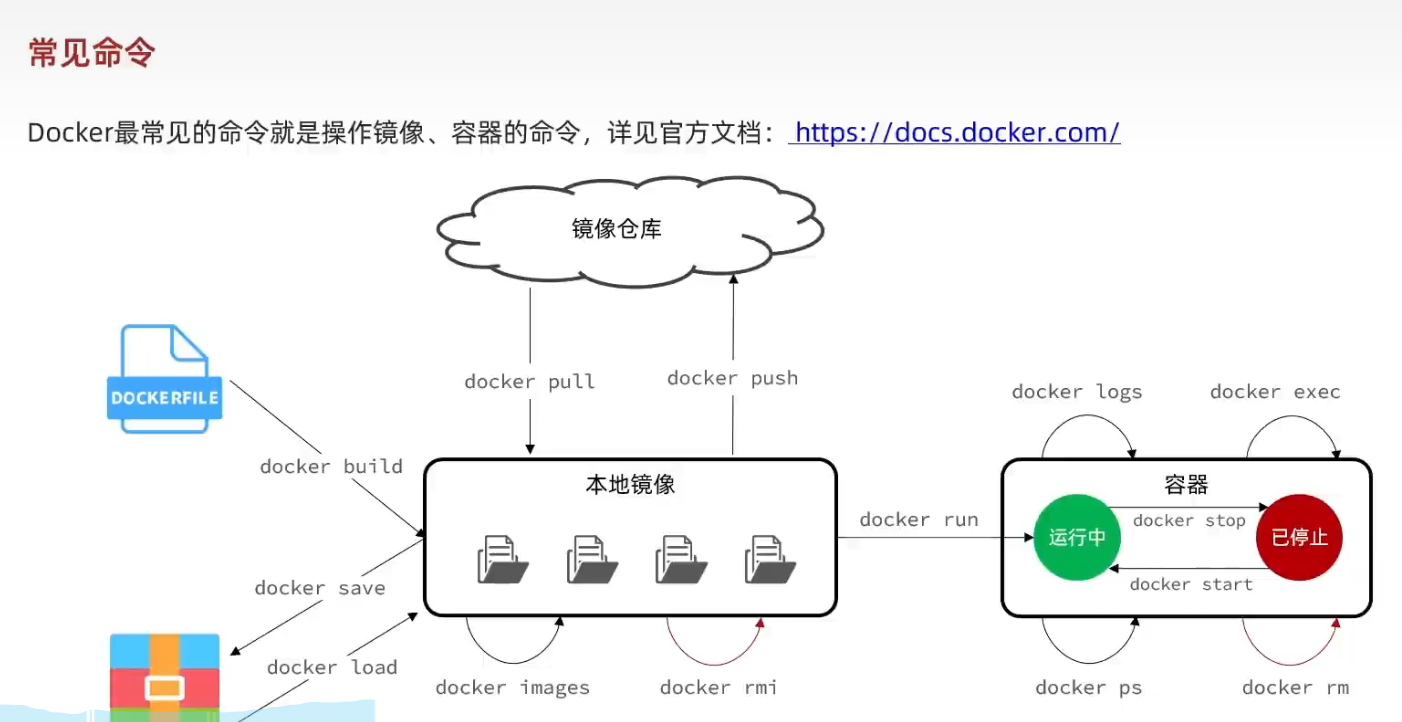 常见命令
Docker最常见的命令就是操作镜像、容器的命令，详见官方文档： https://docs.docker.com/
镜像仓库
docker pull
docker push
DOCKERFILE
docker logs
docker exec
docker build
本地镜像
容器
docker run
运行中
docker stop
已停止
docker start
docker save
docker load
docker images
docker rmi
docker ps
docker rm